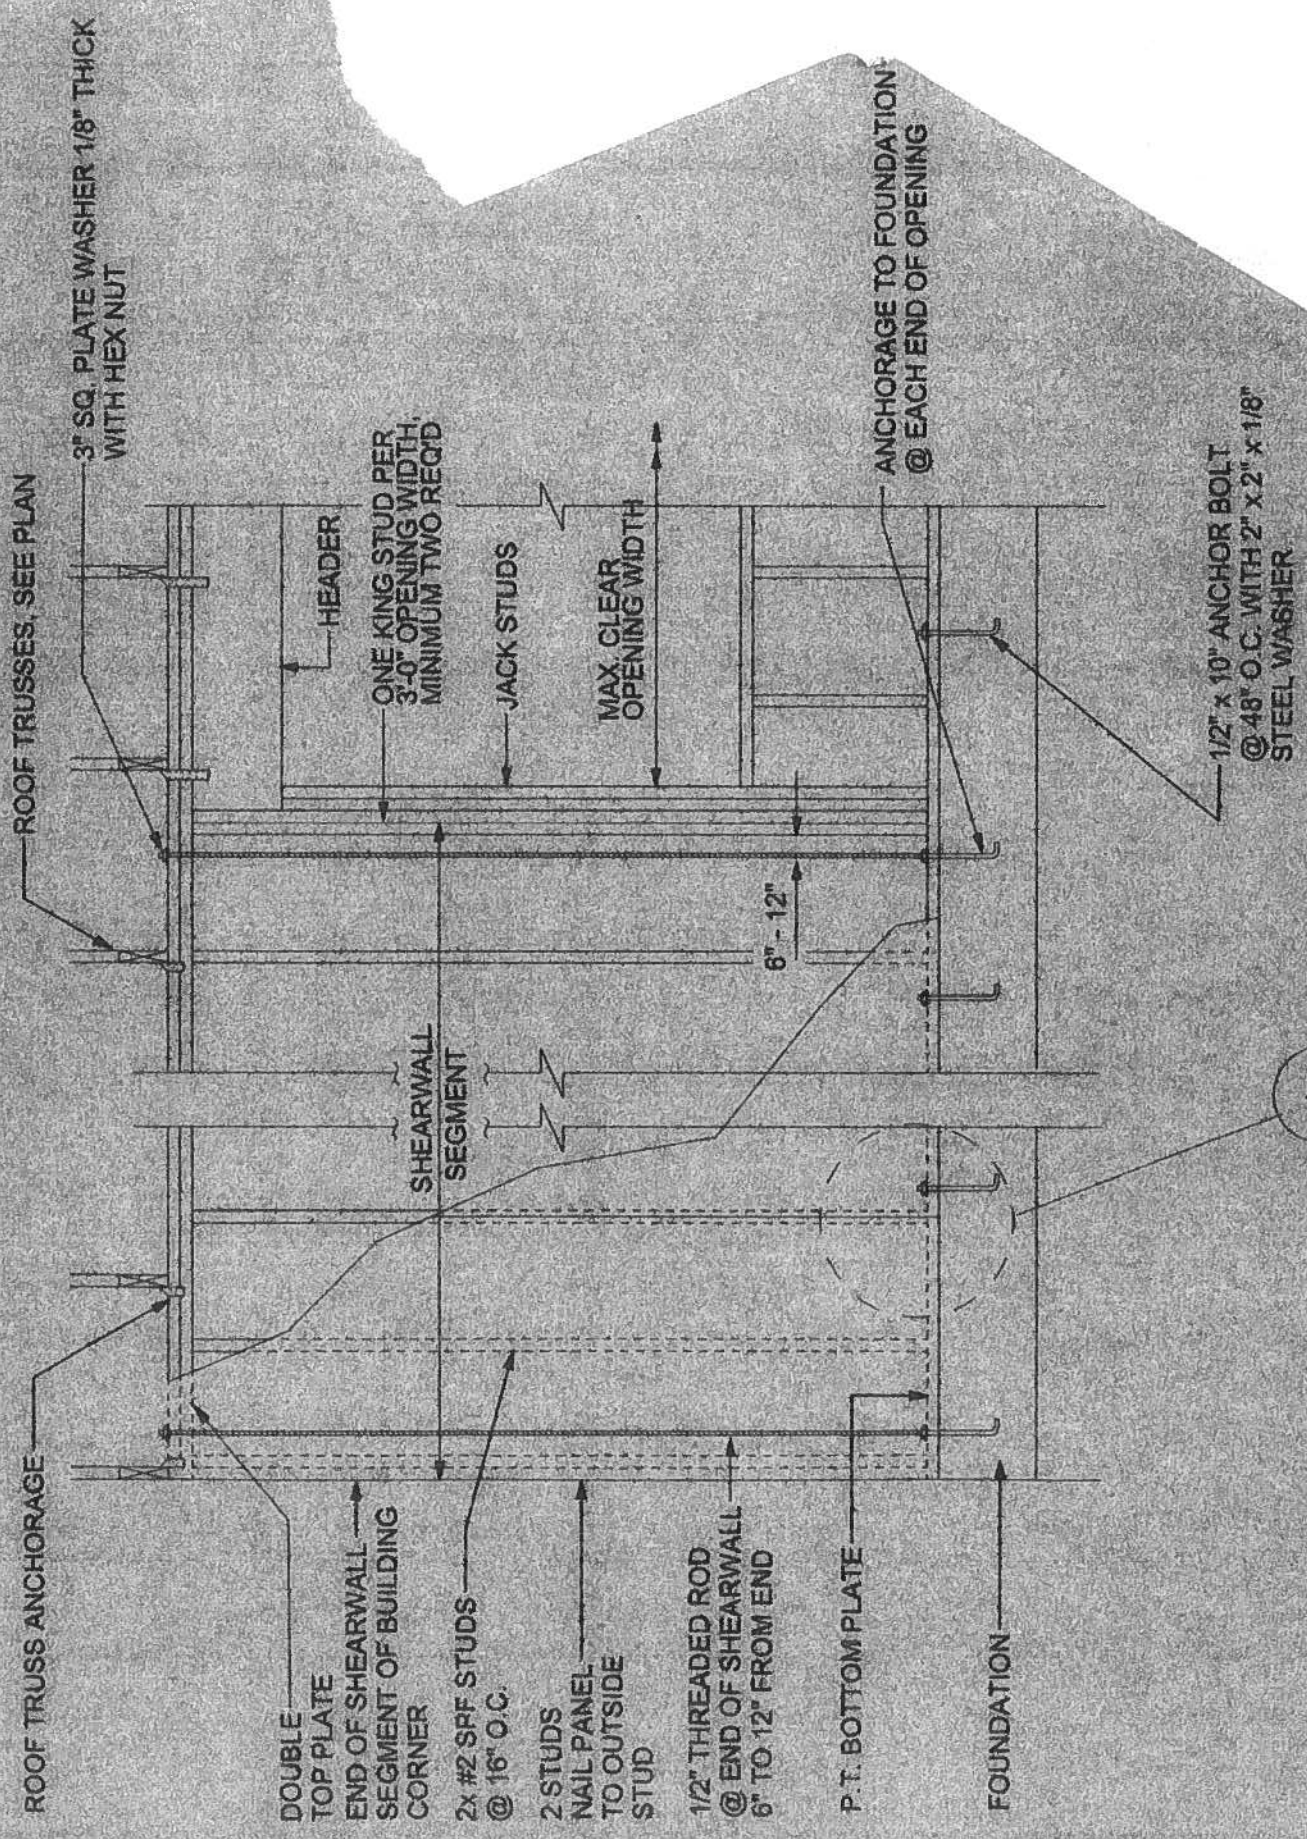 ROOF TRUSS ANCHORAGE
ROOF TRUSSES, SEE PLAN
3" SQ. PLATE WASHER 1/8" THICK
WITH HEX NUT
DOUBLE
TOP PLATE
END OF SHEARWALL
SEGMENT OF BUILDING
CORNER
2x #2 SPF STUDS
@ 16" O.C.
2 STUDS
NAIL PANEL
TO OUTSIDE
STUD
1/2" THREADED ROD
@ END OF SHEARWALL
6" TO 12" FROM END
P.T. BOTTOM PLATE
FOUNDATION
SHEARWALL
SEGMENT
6" - 12"
HEADER
ONE KING STUD PER
3'-0" OPENING WIDTH,
MINIMUM TWO REQ'D
JACK STUDS
MAX. CLEAR
OPENING WIDTH
ANCHORAGE TO FOUNDATION
@ EACH END OF OPENING
1/2" x 10" ANCHOR BOLT
@ 48" O.C. WITH 2" x 2" x 1/8"
STEEL WASHER